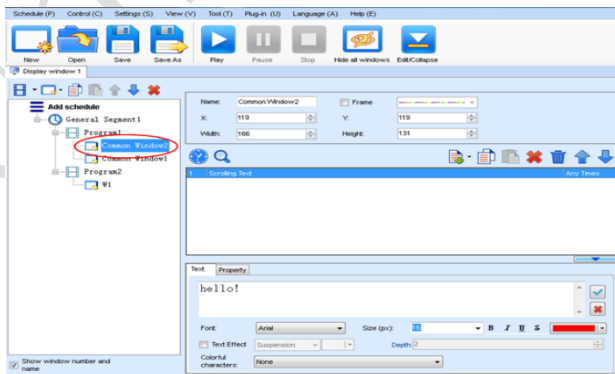 Schedule (P) Control (C) Settings (S) View (V) Tool (T) Plug-in (U) Language (A) Help (E)
New Open Save Save As Play Pause Stop Hide all windows Edit/Collapse
Display window 1
Add schedule
General Segment1
Program1
Common Window2
Common Window1
Program2
W1
Show window number and name
Name: Common Window2 Frame
X: 119 Y: 119
Width: 166 Height: 131
1 Scrolling Text Any Times
Text Property
hello!
Font: Arial Size (px): 16 B I U S
Text Effect Suspension Depth: 2
Colorful characters: None